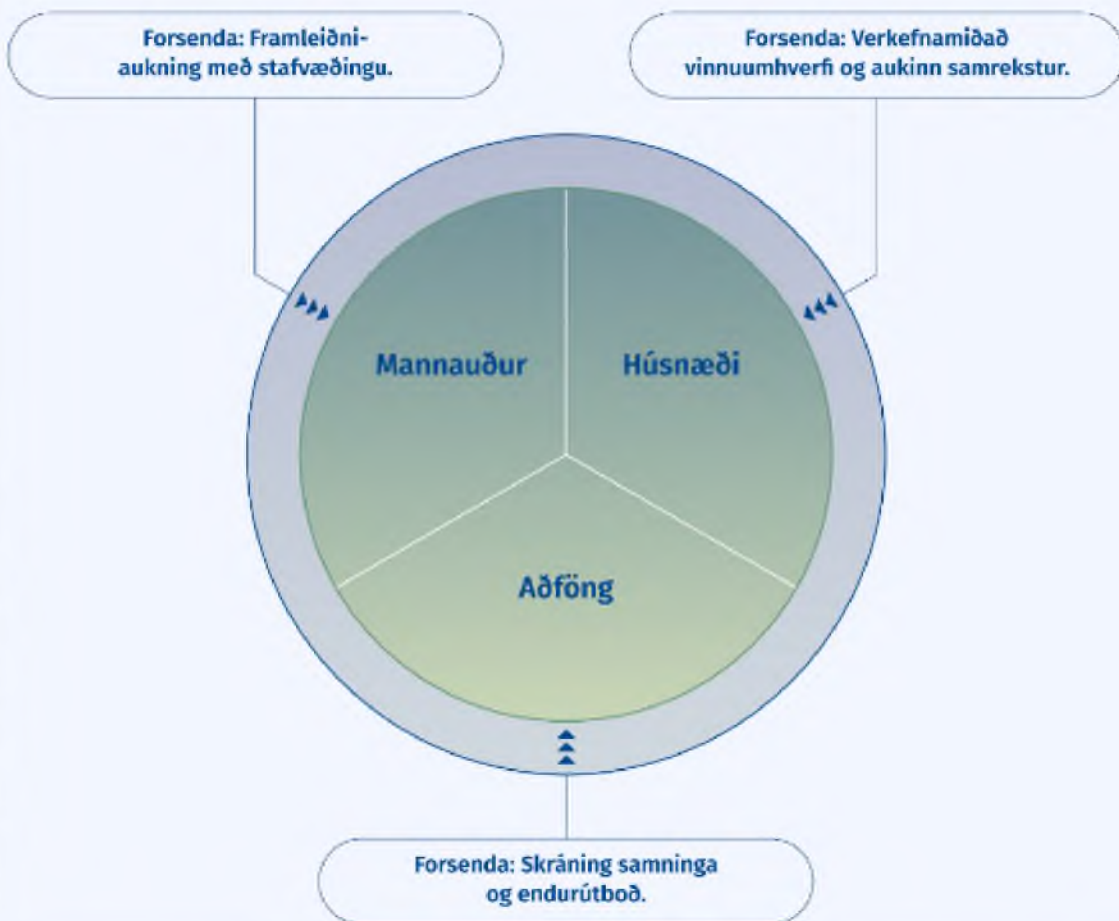 Forsenda: Framleiðni-
aukning með stafvæðingu.
Forsenda: Verkefnamiðað
vinnuumhverfi og aukinn samrekstur.
Mannauður
Húsnæði
Aðföng
Forsenda: Skráning samninga
og endurútboð.